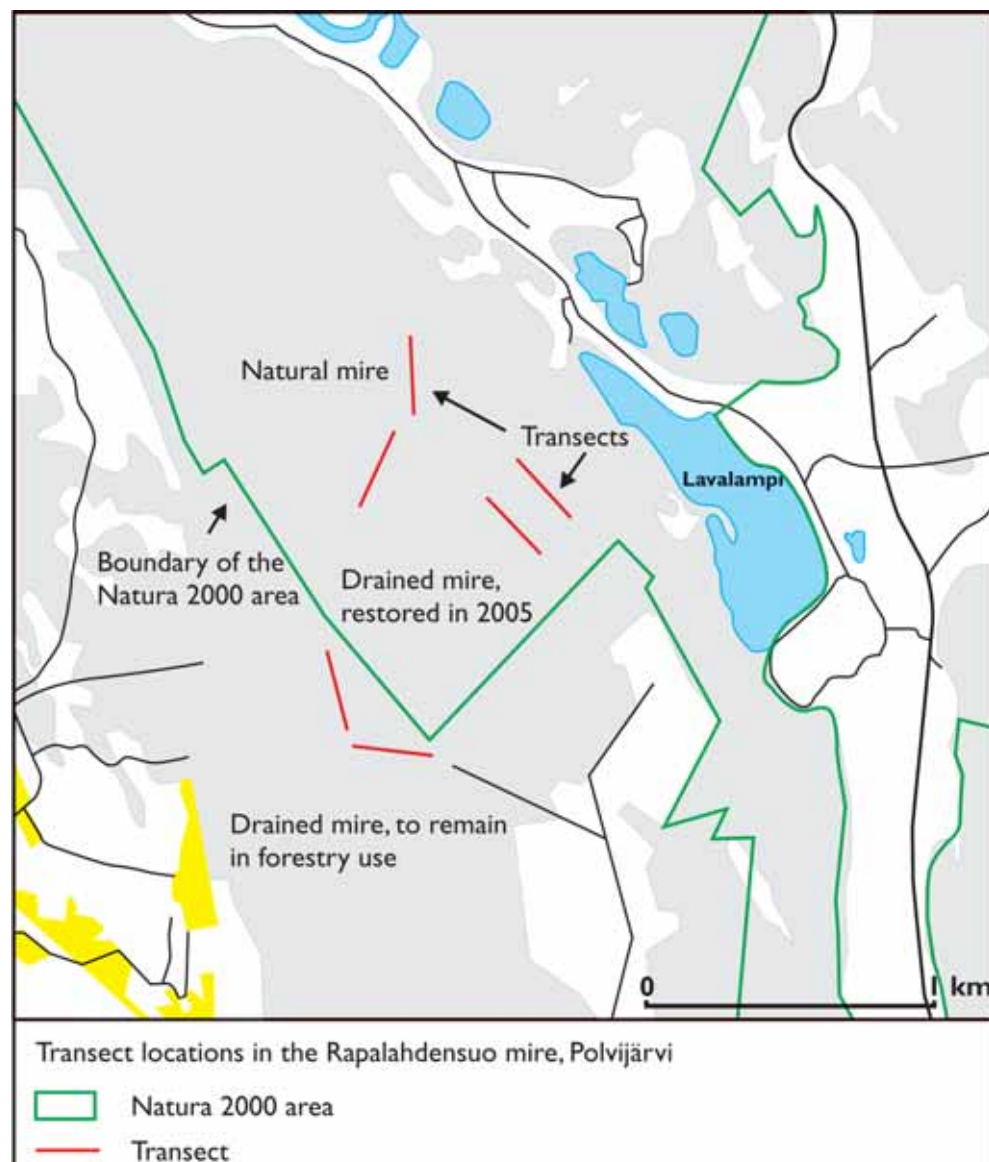 Natural mire
Transects
Lavalampi
Boundary of the
Natura 2000 area
Drained mire,
restored in 2005
Drained mire, to remain
in forestry use
0 1 km
Transect locations in the Rapalahdensuo mire, Polvijärvi
Natura 2000 area
Transect